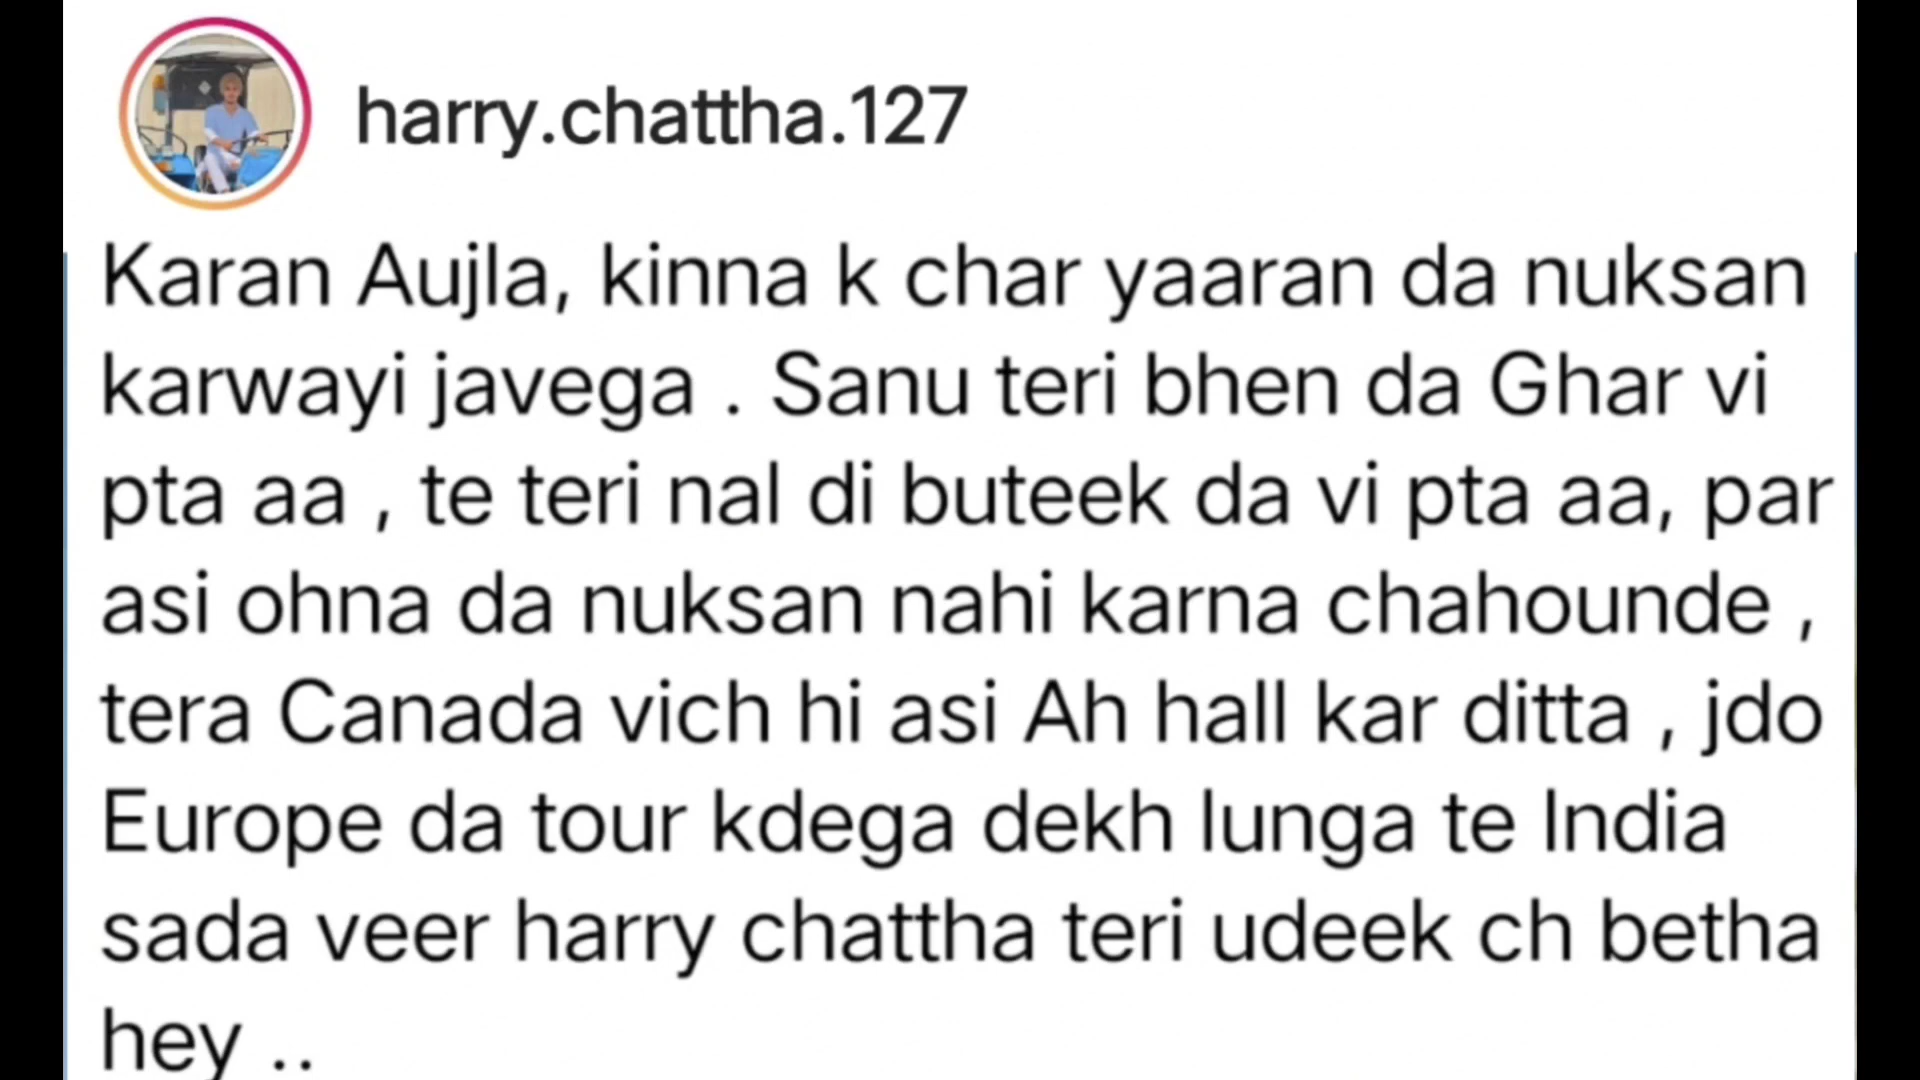 harry.chattha.127
Karan Aujla, kinna k char yaaran da nuksan
karwayi javega . Sanu teri bhen da Ghar vi
pta aa , te teri nal di buteek da vi pta aa, par
asi ohna da nuksan nahi karna chahounde ,
tera Canada vich hi asi Ah hall kar ditta , jdo
Europe da tour kdega dekh lunga te India
sada veer harry chattha teri udeek ch betha
hey ..